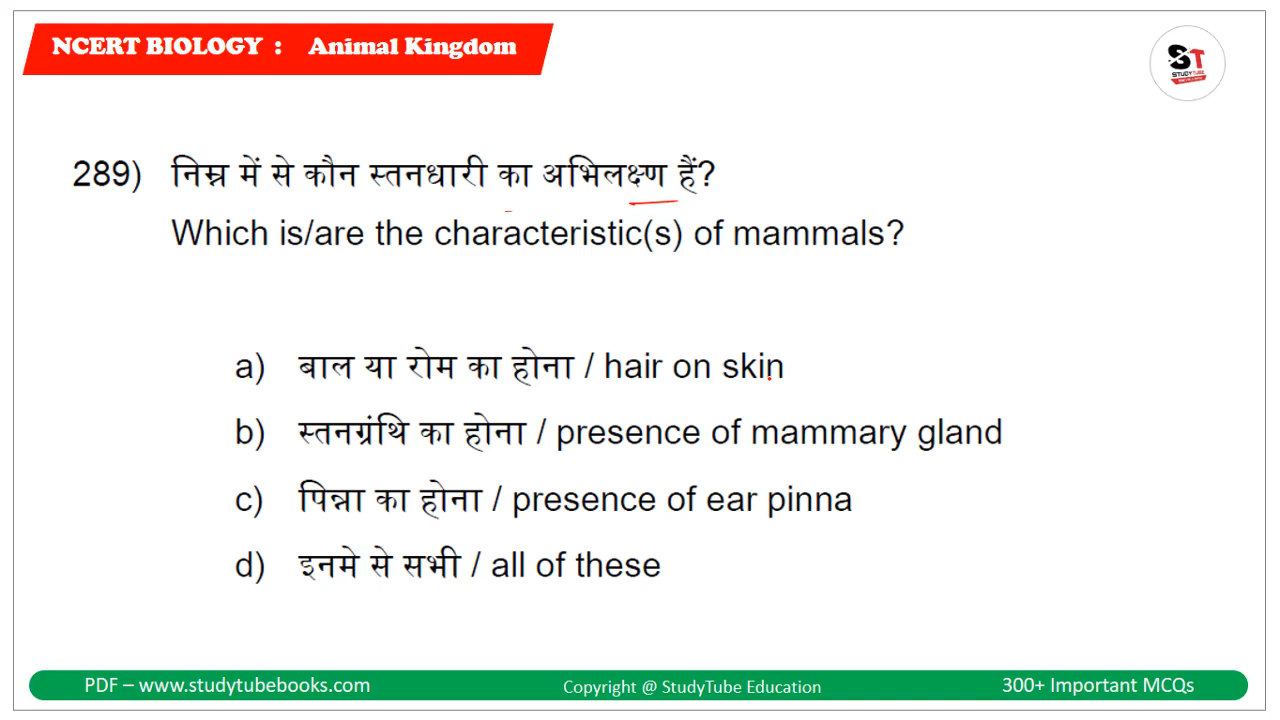 NCERT BIOLOGY : Animal Kingdom
ST
STUDYTUBE
289) निम्न में से कौन स्तनधारी का अभिलक्ष्ण हैं?
Which is/are the characteristic(s) of mammals?
a) बाल या रोम का होना / hair on skin
b) स्तनग्रंथि का होना / presence of mammary gland
c) पिन्ना का होना / presence of ear pinna
d) इनमे से सभी / all of these
PDF – www.studytubebooks.com Copyright @ StudyTube Education 300+ Important MCQs